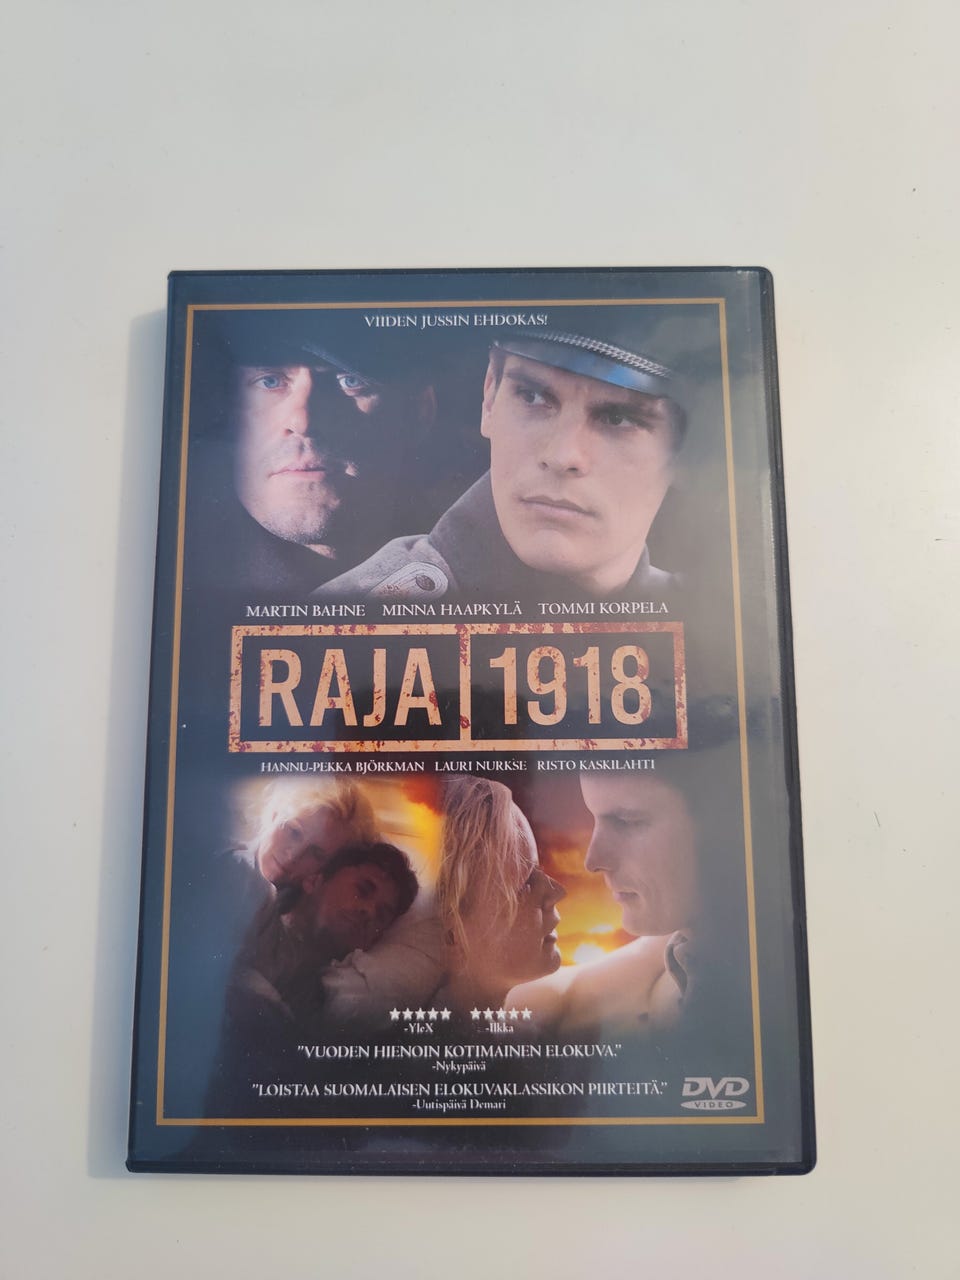 VIIDEN JUSSIN EHDOKAS!
MARTIN BAHNE MINNA HAAPKYLÄ TOMMI KORPELA
RAJA 1918
HANNU-PEKKA BJÖRKMAN LAURI NURKSE RISTO KASKILAHTI
★★★★★ ★★★★★
-YleX -Ilkka
"VUODEN HIENOIN KOTIMAINEN ELOKUVA."
-Nykypäivä
"LOISTAA SUOMALAISEN ELOKUVAKLASSIKON PIIRTEITÄ."
-Uutispäivä Demari
DVD
VIDEO